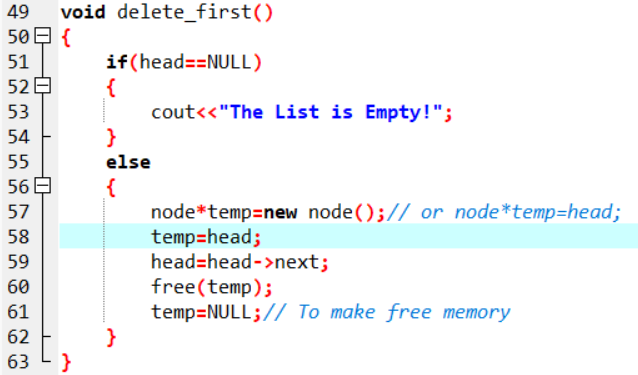 49 void delete_first()
50 {
51 if(head==NULL)
52 {
53 cout<<"The List is Empty!";
54 }
55 else
56 {
57 node*temp=new node();// or node*temp=head;
58 temp=head;
59 head=head->next;
60 free(temp);
61 temp=NULL;// To make free memory
62 }
63 }